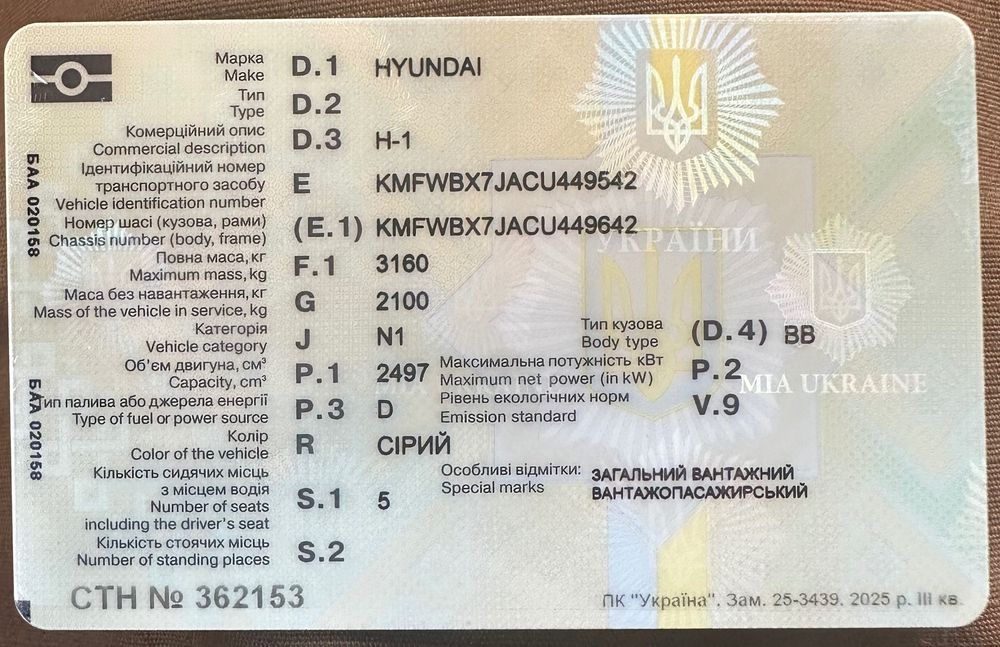 Марка
Make
D.1
HYUNDAI
Тип
Type
D.2
Комерційний опис
Commercial description
D.3
H-1
Ідентифікаційний номер
транспортного засобу
Vehicle identification number
E
KMFWBX7JACU449542
Номер шасі (кузова, рами)
Chassis number (body, frame)
(E.1)
KMFWBX7JACU449642
Повна маса, кг
Maximum mass, kg
F.1
3160
Маса без навантаження, кг
Mass of the vehicle in service, kg
G
2100
Категорія
Vehicle category
J
N1
Тип кузова
Body type
(D.4)
BB
Об'єм двигуна, см³
Capacity, cm³
P.1
2497
Максимальна потужність кВт
Maximum net power (in kW)
P.2
Тип палива або джерела енергії
Type of fuel or power source
P.3
D
Рівень екологічних норм
Emission standard
V.9
Колір
Color of the vehicle
R
СІРИЙ
Кількість сидячих місць
з місцем водія
Number of seats
including the driver's seat
S.1
5
Особливі відмітки:
Special marks
ЗАГАЛЬНИЙ ВАНТАЖНИЙ
ВАНТАЖОПАСАЖИРСЬКИЙ
Кількість стоячих місць
Number of standing places
S.2
СТН № 362153
ПК "Україна". Зам. 25-3439. 2025 р. III кв.
БАА 020158
БАА 020158
УКРАЇНИ
MIA UKRAINE